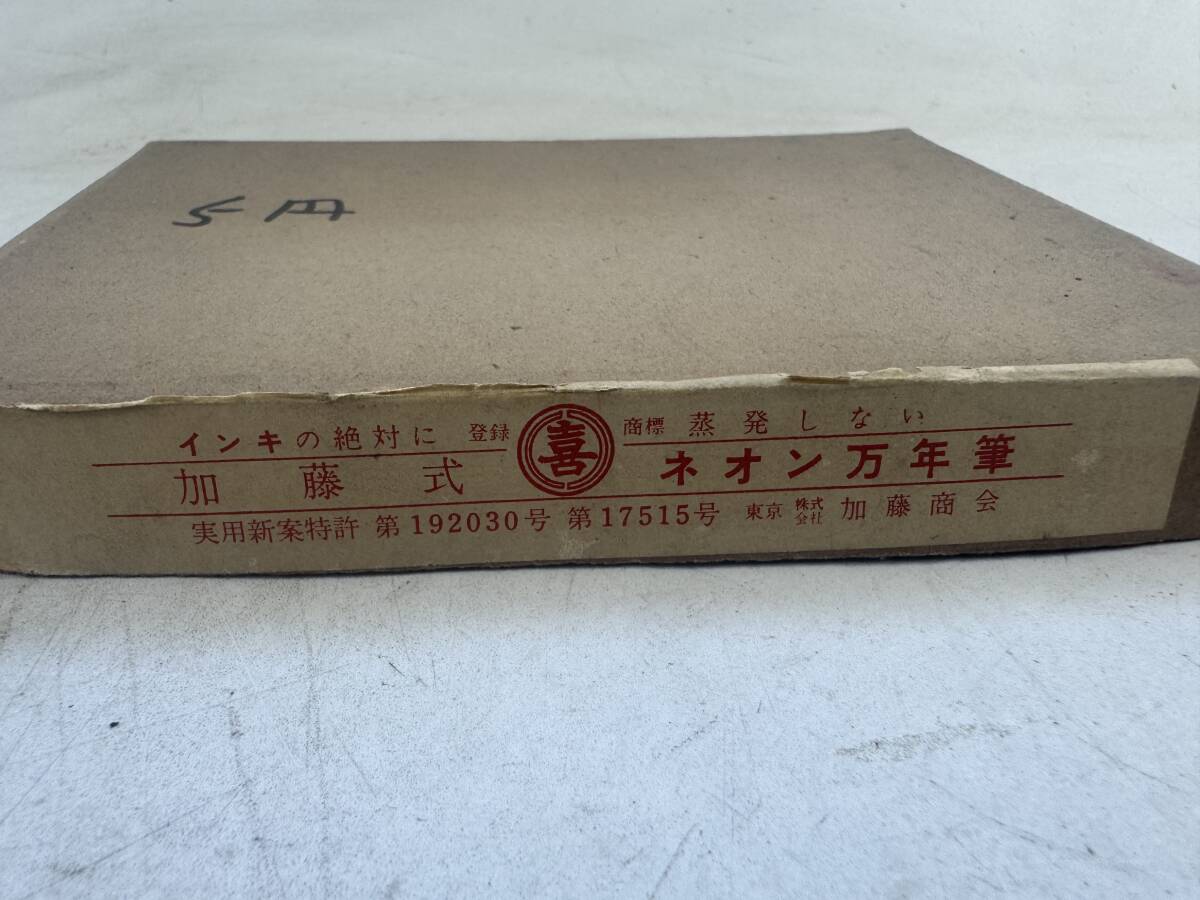 5円
インキの絶対に 登録 喜 商標 蒸発しない
加藤式 ネオン万年筆
実用新案特許 第192030号 第17515号 東京 株式会社 加藤商会